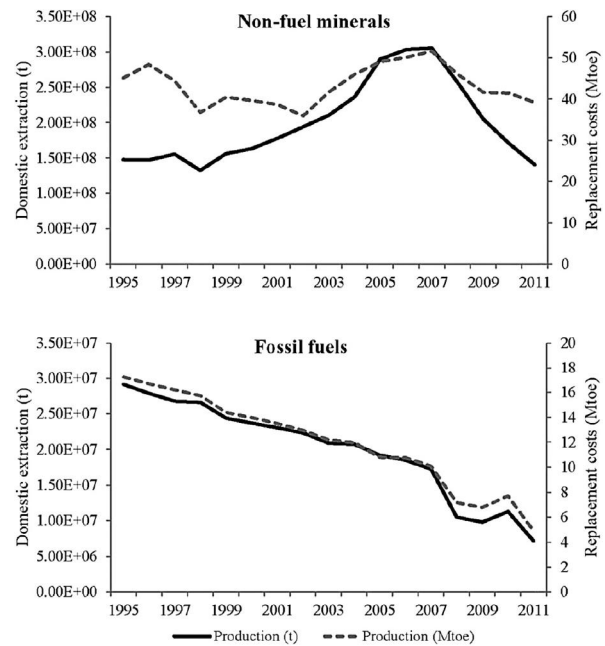 Non-fuel minerals
Domestic extraction (t)
3.50E+08
3.00E+08
2.50E+08
2.00E+08
1.50E+08
1.00E+08
5.00E+07
0.00E+00
60
50
40
30
20
10
0
Replacement costs (Mtoe)
1995 1997 1999 2001 2003 2005 2007 2009 2011
Fossil fuels
Domestic extraction (t)
3.50E+07
3.00E+07
2.50E+07
2.00E+07
1.50E+07
1.00E+07
5.00E+06
0.00E+00
20
18
16
14
12
10
8
6
4
2
0
Replacement costs (Mtoe)
1995 1997 1999 2001 2003 2005 2007 2009 2011
Production (t) Production (Mtoe)